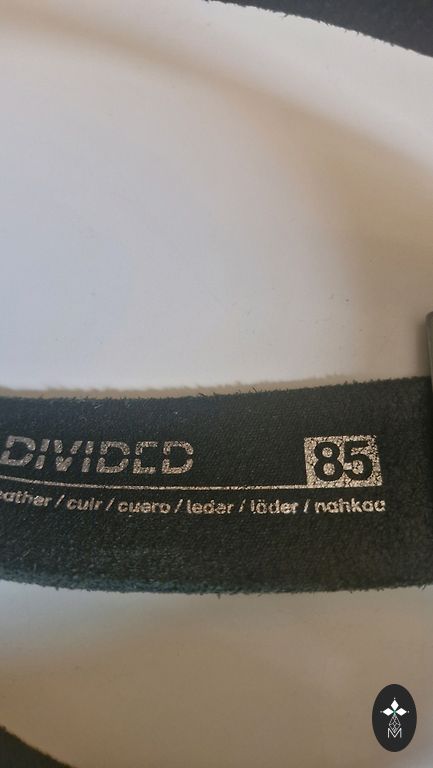 DIVIDED
85
eather / cuir / cuero / leder / läder / nahkaa
M